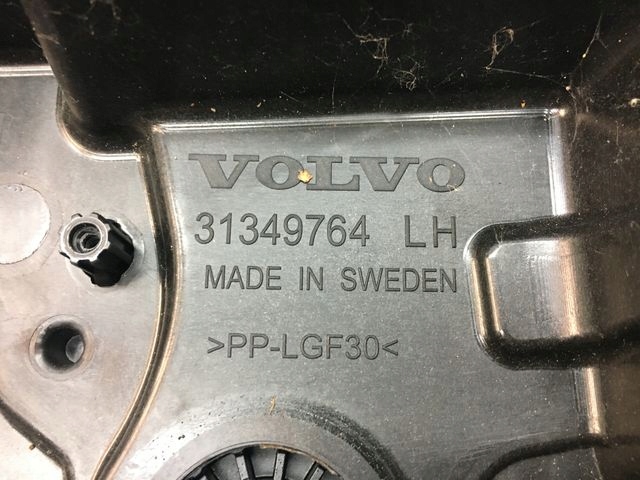 VOLVO
31349764 LH
MADE IN SWEDEN
>PP-LGF30<